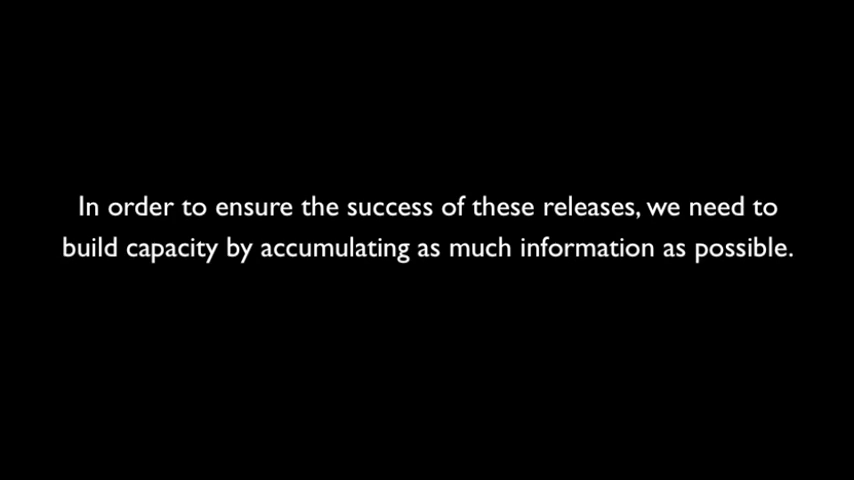 In order to ensure the success of these releases, we need to
build capacity by accumulating as much information as possible.